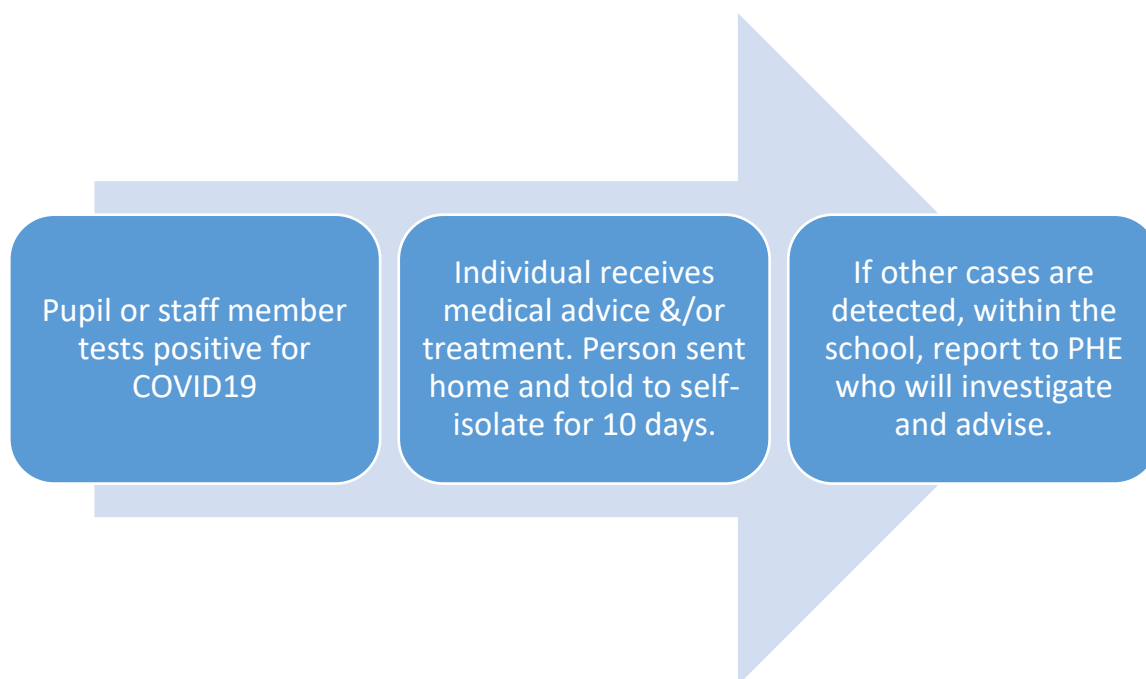 Pupil or staff member
tests positive for
COVID19
Individual receives
medical advice &/or
treatment. Person sent
home and told to self-
isolate for 10 days.
If other cases are
detected, within the
school, report to PHE
who will investigate
and advise.